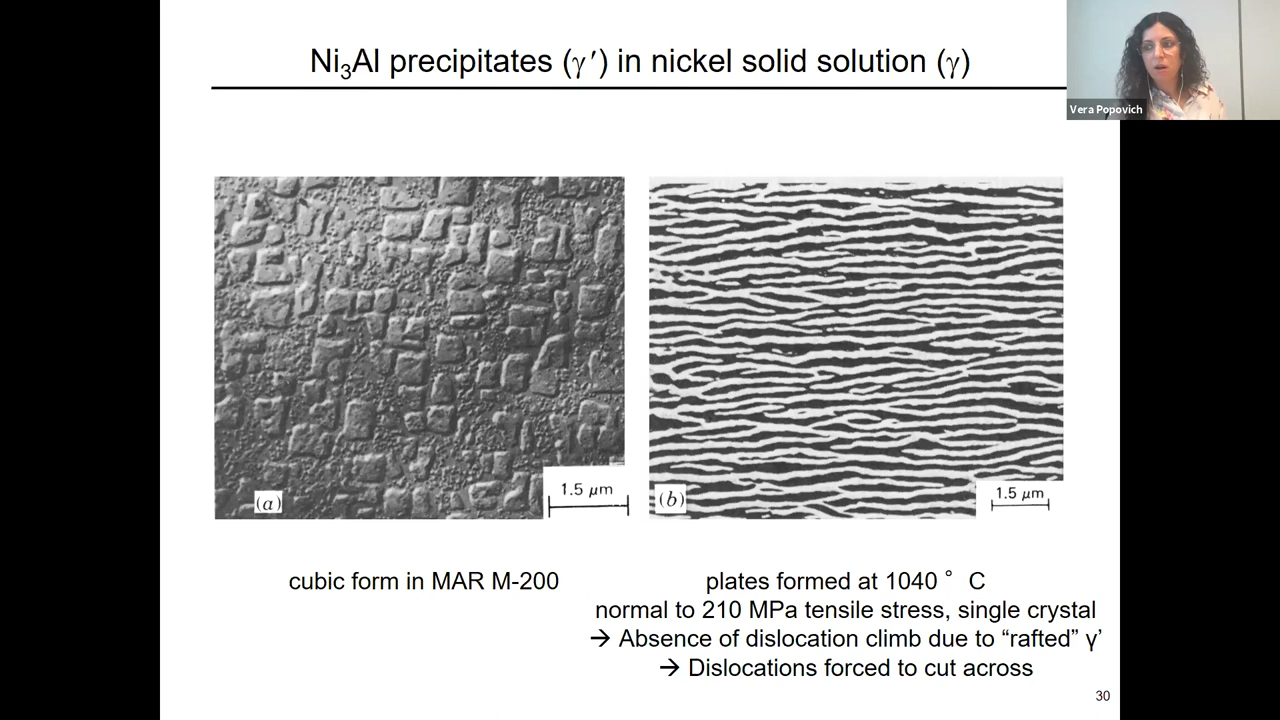 Ni₃Al precipitates (γ′) in nickel solid solution (γ)
Vera Popovich
(a)
1.5 μm
(b)
1.5 μm
cubic form in MAR M-200
plates formed at 1040 ° C
normal to 210 MPa tensile stress, single crystal
→ Absence of dislocation climb due to “rafted” γ’
→ Dislocations forced to cut across
30